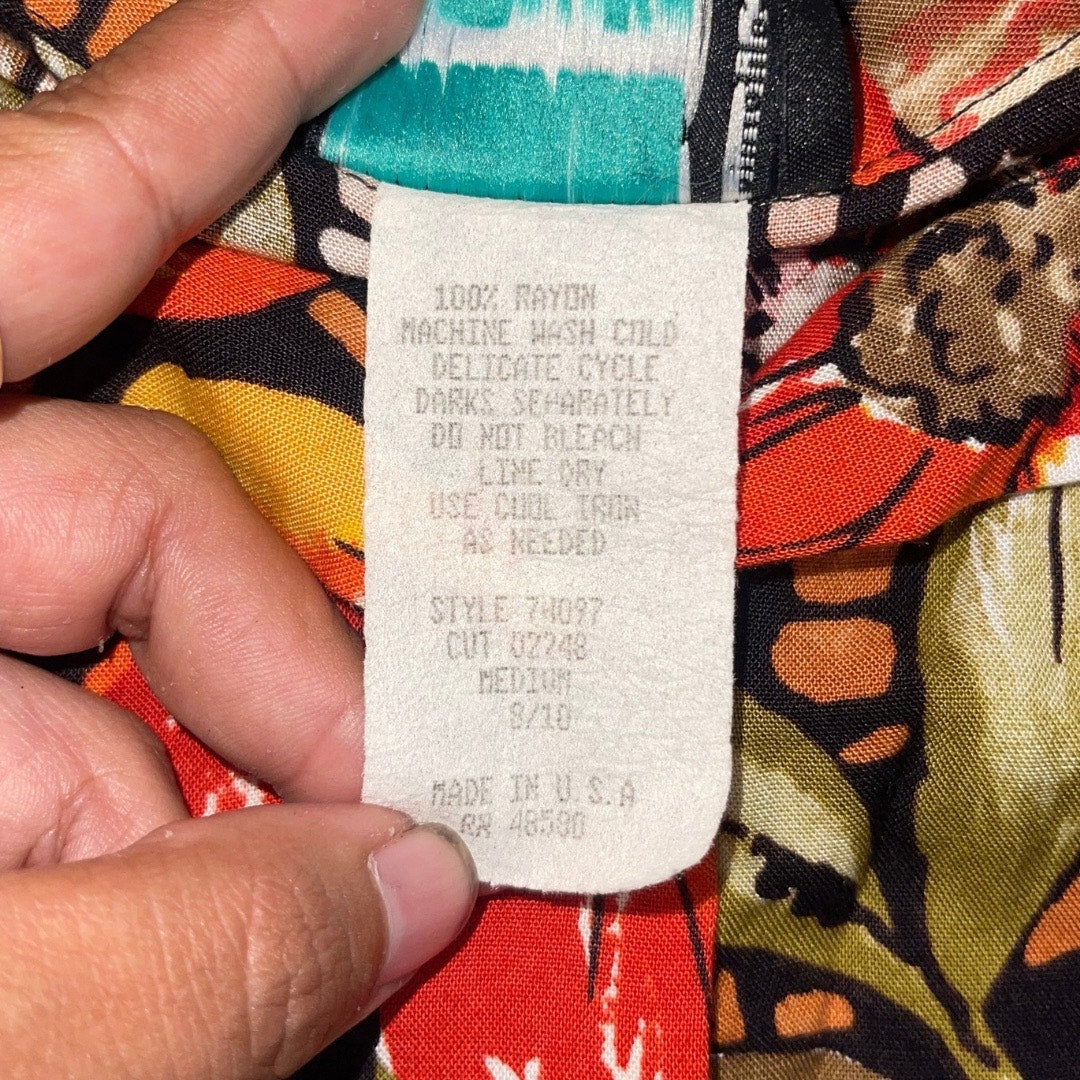 100% RAYON
MACHINE WASH COLD
DELICATE CYCLE
DARKS SEPARATELY
DO NOT BLEACH
LINE DRY
USE COOL IRON
AS NEEDED
STYLE 74097
CUT 02248
MEDIUM
8/10
MADE IN U.S.A
RN 48580